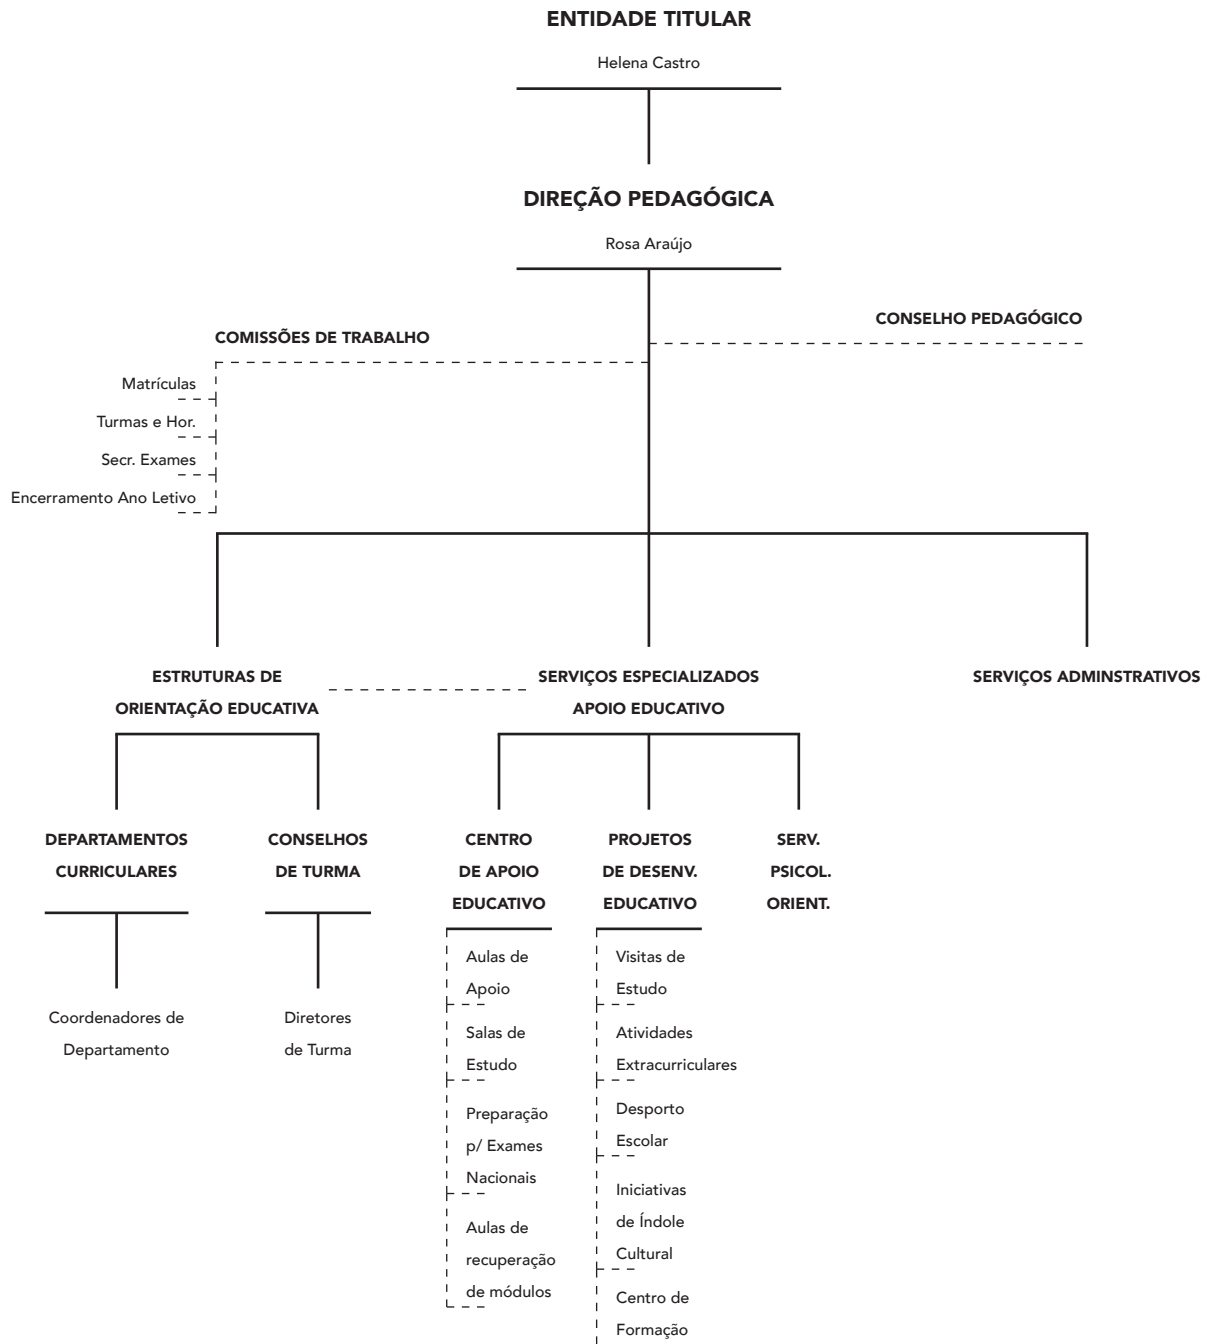 ENTIDADE TITULAR
Helena Castro
DIREÇÃO PEDAGÓGICA
Rosa Araújo
CONSELHO PEDAGÓGICO
COMISSÕES DE TRABALHO
Matrículas
Turmas e Hor.
Secr. Exames
Encerramento Ano Letivo
ESTRUTURAS DE
ORIENTAÇÃO EDUCATIVA
SERVIÇOS ESPECIALIZADOS
APOIO EDUCATIVO
SERVIÇOS ADMINSTRATIVOS
DEPARTAMENTOS
CURRICULARES
Coordenadores de
Departamento
CONSELHOS
DE TURMA
Diretores
de Turma
CENTRO
DE APOIO
EDUCATIVO
Aulas de
Apoio
Salas de
Estudo
Preparação
p/ Exames
Nacionais
Aulas de
recuperação
de módulos
PROJETOS
DE DESENV.
EDUCATIVO
Visitas de
Estudo
Atividades
Extracurriculares
Desporto
Escolar
Iniciativas
de Índole
Cultural
Centro de
Formação
SERV.
PSICOL.
ORIENT.